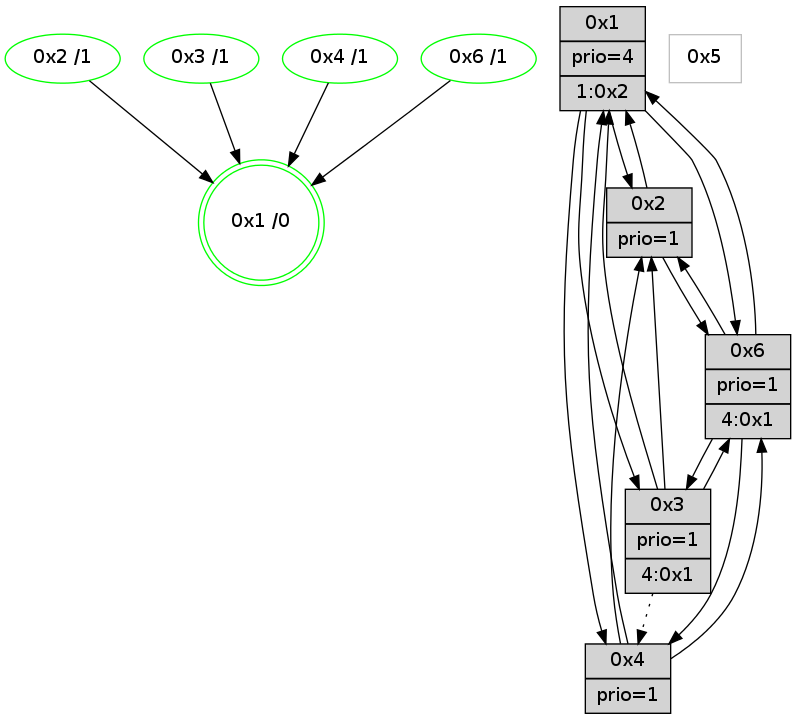 0x2 /1
0x3 /1
0x4 /1
0x6 /1
0x1 /0
0x1
prio=4
1:0x2
0x5
0x2
prio=1
0x6
prio=1
4:0x1
0x3
prio=1
4:0x1
0x4
prio=1